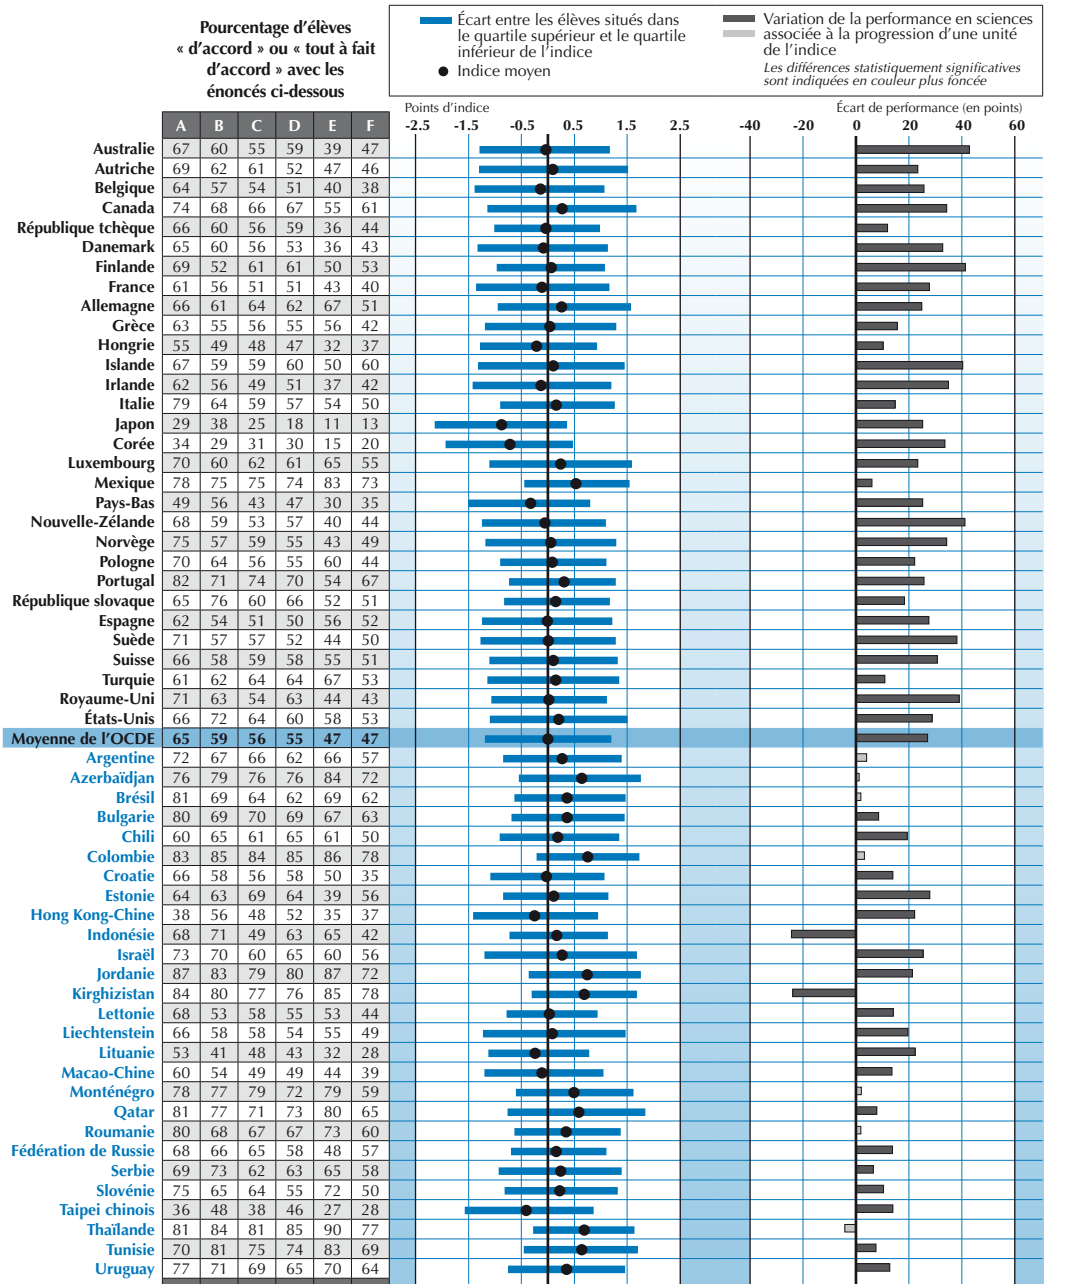 Pourcentage d'élèves
« d'accord » ou « tout à fait
d'accord » avec les
énoncés ci-dessous
Écart entre les élèves situés dans
le quartile supérieur et le quartile
inférieur de l'indice
Indice moyen
Variation de la performance en sciences
associée à la progression d'une unité
de l'indice
Les différences statistiquement significatives
sont indiquées en couleur plus foncée
Points d'indice
Écart de performance (en points)
A B C D E F -2.5 -1.5 -0.5 0.5 1.5 2.5 -40 -20 0 20 40 60
Australie 67 60 55 59 39 47
Autriche 69 62 61 52 47 46
Belgique 64 57 54 51 40 38
Canada 74 68 66 67 55 61
République tchèque 66 60 56 59 36 44
Danemark 65 60 56 53 36 43
Finlande 69 52 61 61 50 53
France 61 56 51 51 43 40
Allemagne 66 61 64 62 67 51
Grèce 63 55 56 55 56 42
Hongrie 55 49 48 47 32 37
Islande 67 59 59 60 50 60
Irlande 62 56 49 51 37 42
Italie 79 64 59 57 54 50
Japon 29 38 25 18 11 13
Corée 34 29 31 30 15 20
Luxembourg 70 60 62 61 65 55
Mexique 78 75 75 74 83 73
Pays-Bas 49 56 43 47 30 35
Nouvelle-Zélande 68 59 53 57 40 44
Norvège 75 57 59 55 43 49
Pologne 70 64 56 55 60 44
Portugal 82 71 74 70 54 67
République slovaque 65 76 60 66 52 51
Espagne 62 54 51 50 56 52
Suède 71 57 57 52 44 50
Suisse 66 58 59 58 55 51
Turquie 61 62 64 64 67 53
Royaume-Uni 71 63 54 63 44 43
États-Unis 66 72 64 60 58 53
Moyenne de l'OCDE 65 59 56 55 47 47
Argentine 72 67 66 62 66 57
Azerbaïdjan 76 79 76 76 84 72
Brésil 81 69 64 62 69 62
Bulgarie 80 69 70 69 67 63
Chili 60 65 61 65 61 50
Colombie 83 85 84 85 86 78
Croatie 66 58 56 58 50 35
Estonie 64 63 69 64 39 56
Hong Kong-Chine 38 56 48 52 35 37
Indonésie 68 71 49 63 65 42
Israël 73 70 60 65 60 56
Jordanie 87 83 79 80 87 72
Kirghizistan 84 80 77 76 85 78
Lettonie 68 53 58 55 53 44
Liechtenstein 66 58 58 54 55 49
Lituanie 53 41 48 43 32 28
Macao-Chine 60 54 49 49 44 39
Monténégro 78 77 79 72 79 59
Qatar 81 77 71 73 80 65
Roumanie 80 68 67 67 73 60
Fédération de Russie 68 66 65 58 48 57
Serbie 69 73 62 63 65 58
Slovénie 75 65 64 55 72 50
Taipei chinois 36 48 38 46 27 28
Thaïlande 81 84 81 85 90 77
Tunisie 70 81 75 74 83 69
Uruguay 77 71 69 65 70 64